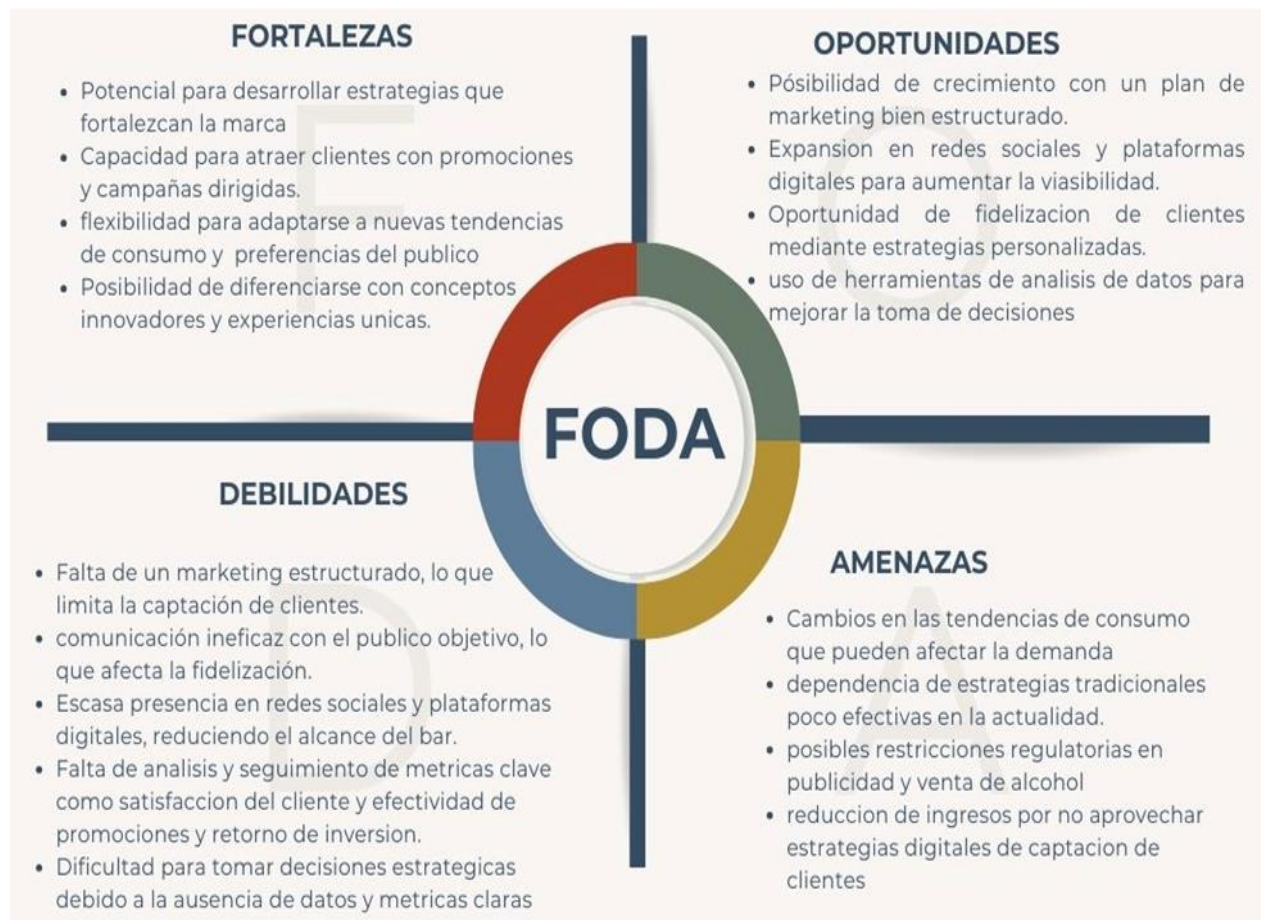 FORTALEZAS
• Potencial para desarrollar estrategias que
fortalezcan la marca
• Capacidad para atraer clientes con promociones
y campañas dirigidas.
• flexibilidad para adaptarse a nuevas tendencias
de consumo y preferencias del publico
• Posibilidad de diferenciarse con conceptos
innovadores y experiencias unicas.
F
OPORTUNIDADES
• Pósibilidad de crecimiento con un plan de
marketing bien estructurado.
• Expansion en redes sociales y plataformas
digitales para aumentar la viasibilidad.
• Oportunidad de fidelizacion de clientes
mediante estrategias personalizadas.
• uso de herramientas de analisis de datos para
mejorar la toma de decisiones
O
FODA
DEBILIDADES
• Falta de un marketing estructurado, lo que
limita la captación de clientes.
• comunicación ineficaz con el publico objetivo, lo
que afecta la fidelización.
• Escasa presencia en redes sociales y plataformas
digitales, reduciendo el alcance del bar.
• Falta de analisis y seguimiento de metricas clave
como satisfaccion del cliente y efectividad de
promociones y retorno de inversion.
• Dificultad para tomar decisiones estrategicas
debido a la ausencia de datos y metricas claras
D
AMENAZAS
• Cambios en las tendencias de consumo
que pueden afectar la demanda
• dependencia de estrategias tradicionales
poco efectivas en la actualidad.
• posibles restricciones regulatorias en
publicidad y venta de alcohol
• reduccion de ingresos por no aprovechar
estrategias digitales de captacion de
clientes
A